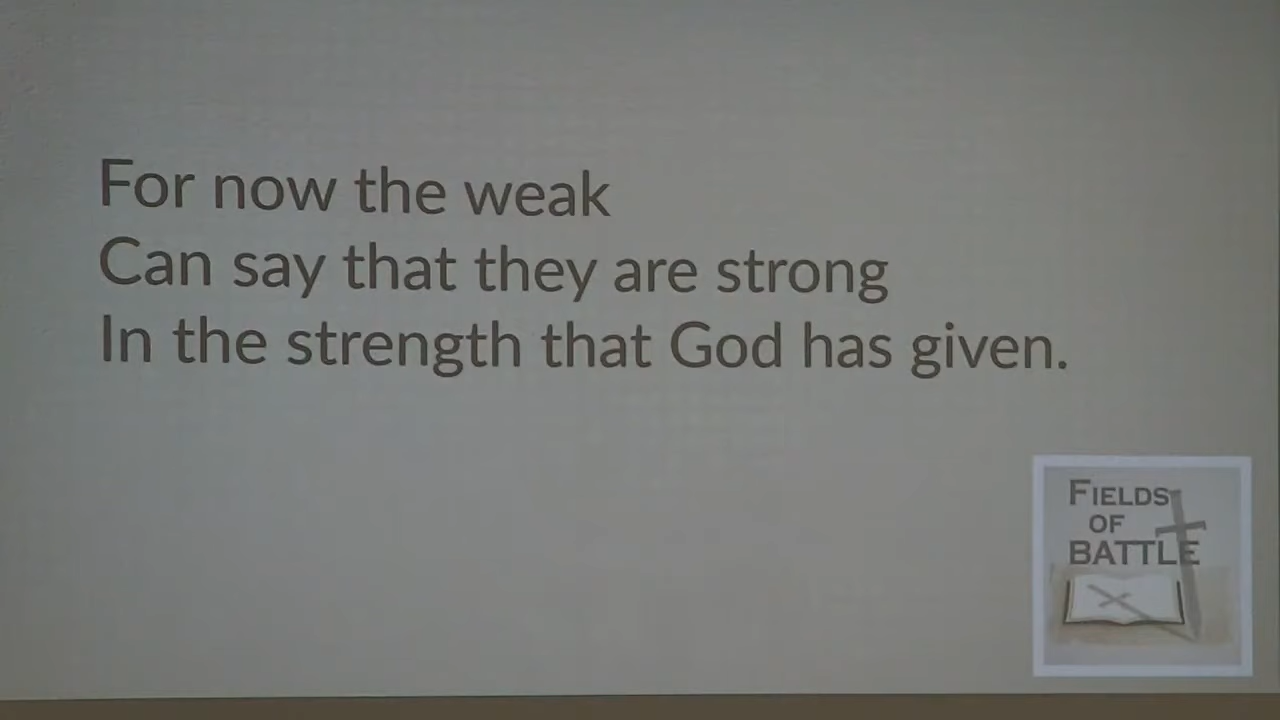 For now the weak
Can say that they are strong
In the strength that God has given.
FIELDS
OF
BATTLE